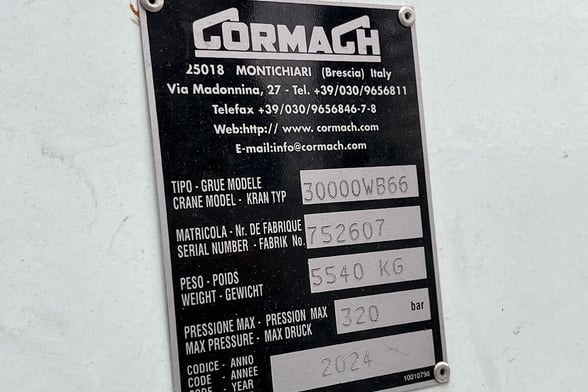 CORMACH
25018 MONTICHIARI (Brescia) Italy
Via Madonnina, 27 - Tel. +39/030/9656811
Telefax +39/030/9656846-7-8
Web:http:// www. cormach.com
E-mail:info@cormach.com
TIPO - GRUE MODELE
CRANE MODEL - KRAN TYP 30000WB66
MATRICOLA - Nr. DE FABRIQUE
SERIAL NUMBER - FABRIK No. 752607
PESO - POIDS
WEIGHT - GEWICHT 5540 KG
PRESSIONE MAX - PRESSION MAX
MAX PRESSURE - MAX DRUCK 320 bar
CODICE - ANNO
CODE - ANNEE 2024
CODE - YEAR
10010798